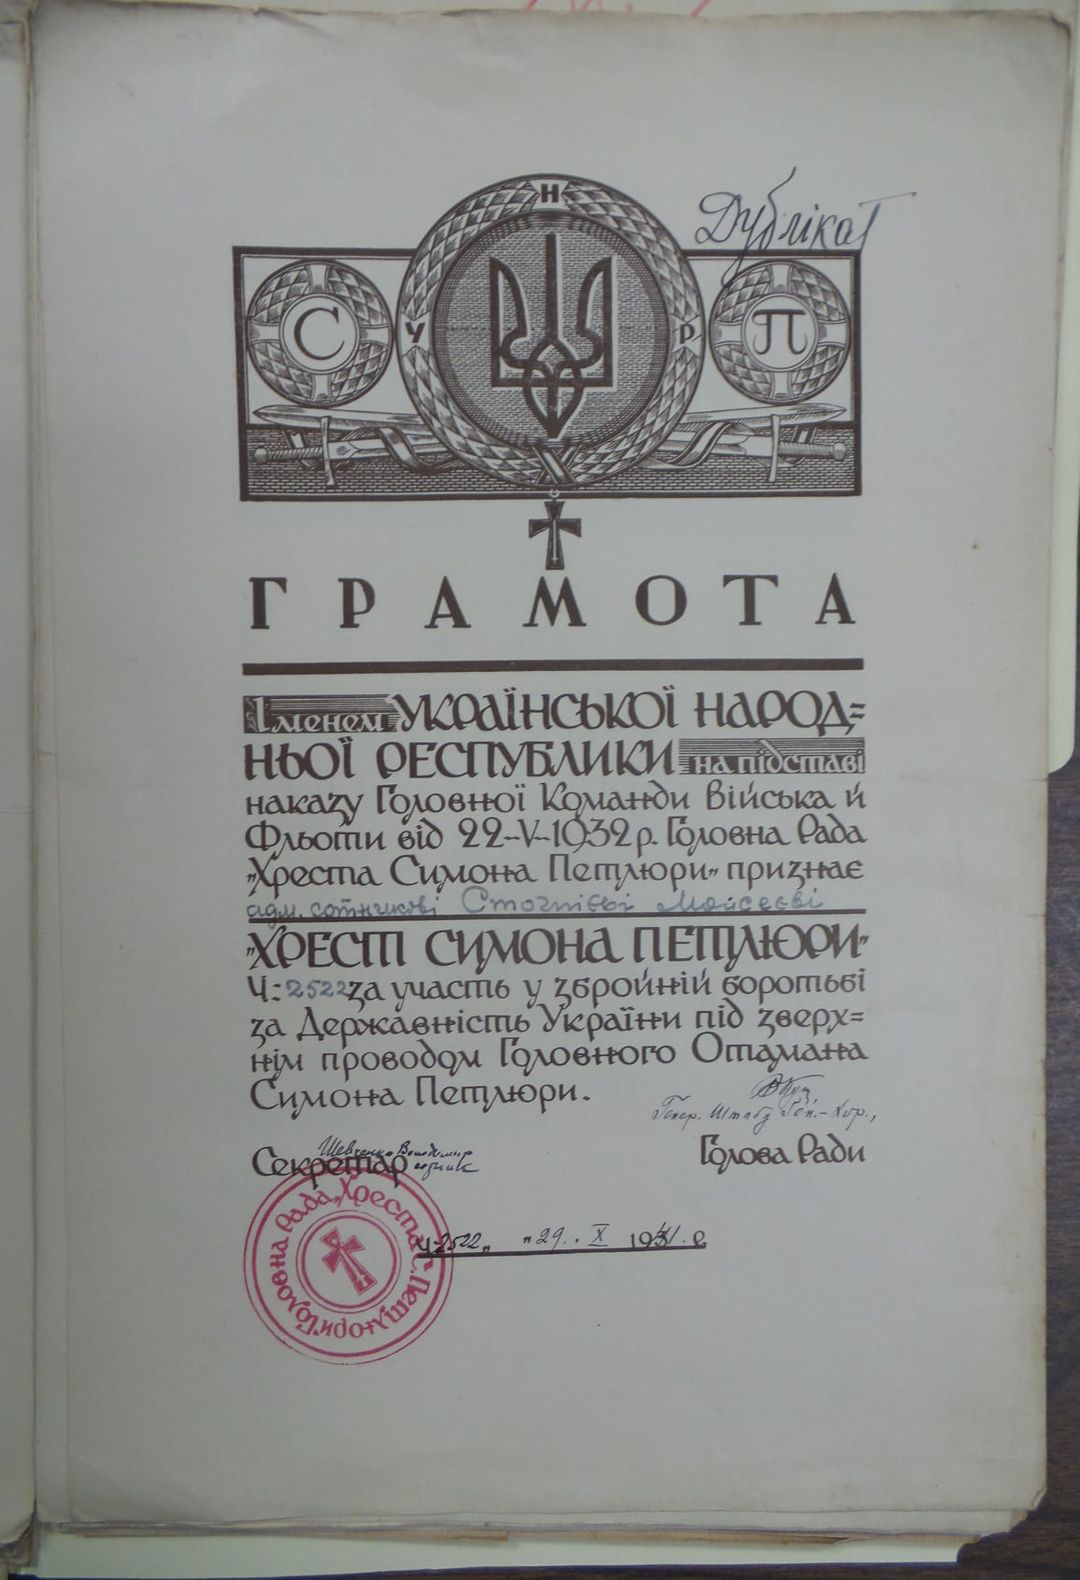 Дублікат
Н
У
Р
С
П
ГРАМОТА
Іменем УКРАЇНСЬКОЇ НАРОД=
НЬОЇ РЕСПУБЛИКИ на підставі
наказу Головної Команди Війська й
Фльоти від 22-V-1932 р. Головна Рада
„Хреста Симона Петлюри" признає
адм. сотникові Сточнієві Мойсеєві
„ХРЕСТ СИМОНА ПЕТЛЮРИ"
Ч: 2522 за участь у збройній боротьбі
за Державність України під зверх=
нім проводом Головного Отамана
Симона Петлюри.
Генер. Штабу Ген.-Хор.,
Голова Ради
Шевченко Володимир
Секретар
Ч 2522 „29" X 1931 р.
Головна Рада „Хреста С. Петлюри"